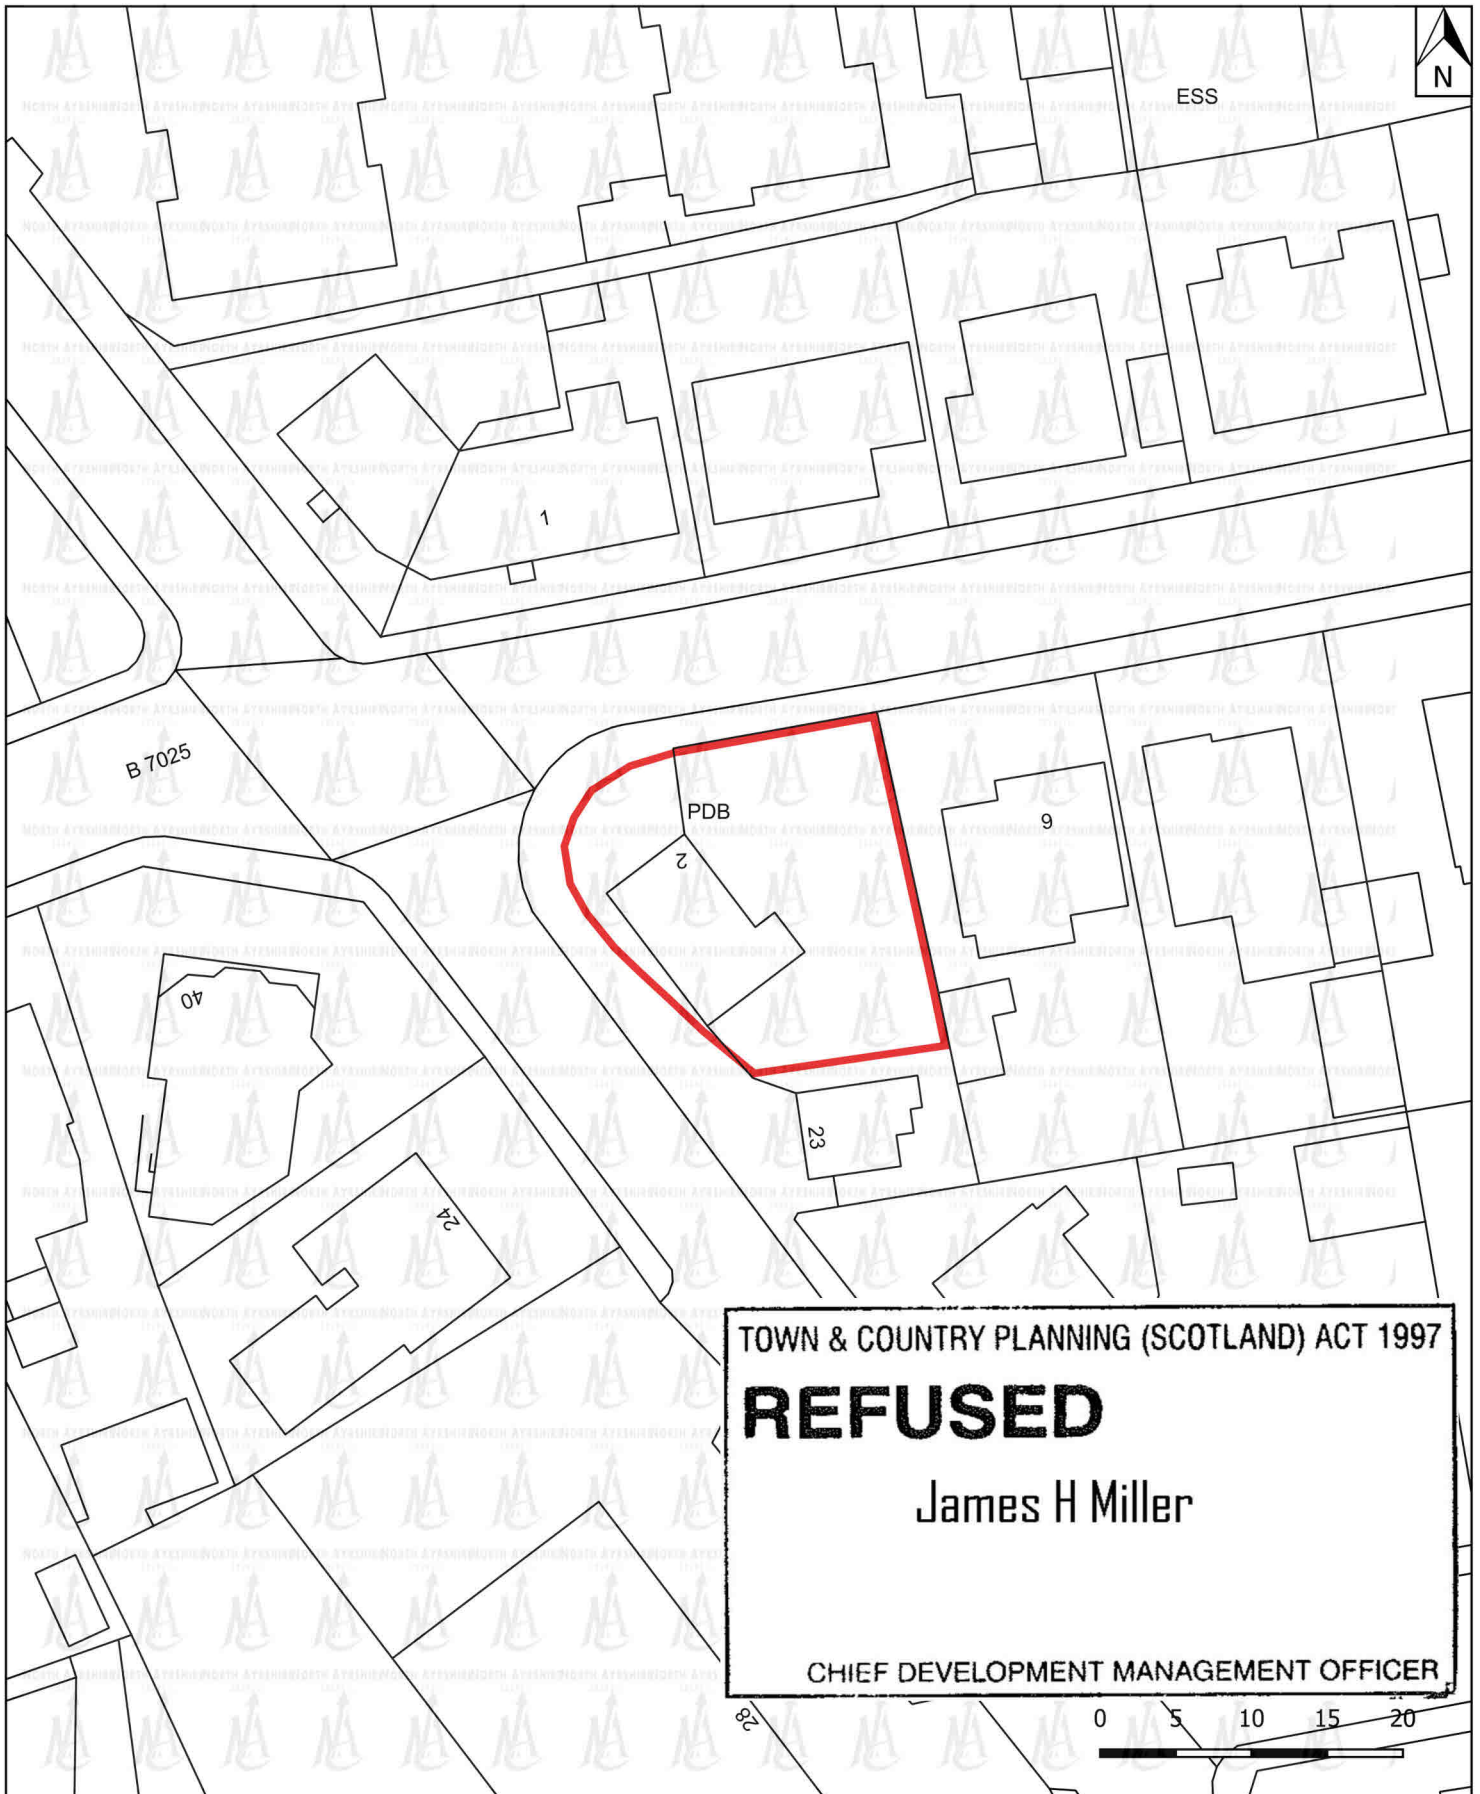 N
ESS
1
B 7025
PDB
2
9
40
23
24
TOWN & COUNTRY PLANNING (SCOTLAND) ACT 1997
REFUSED
James H Miller
CHIEF DEVELOPMENT MANAGEMENT OFFICER
28
0 5 10 15 20